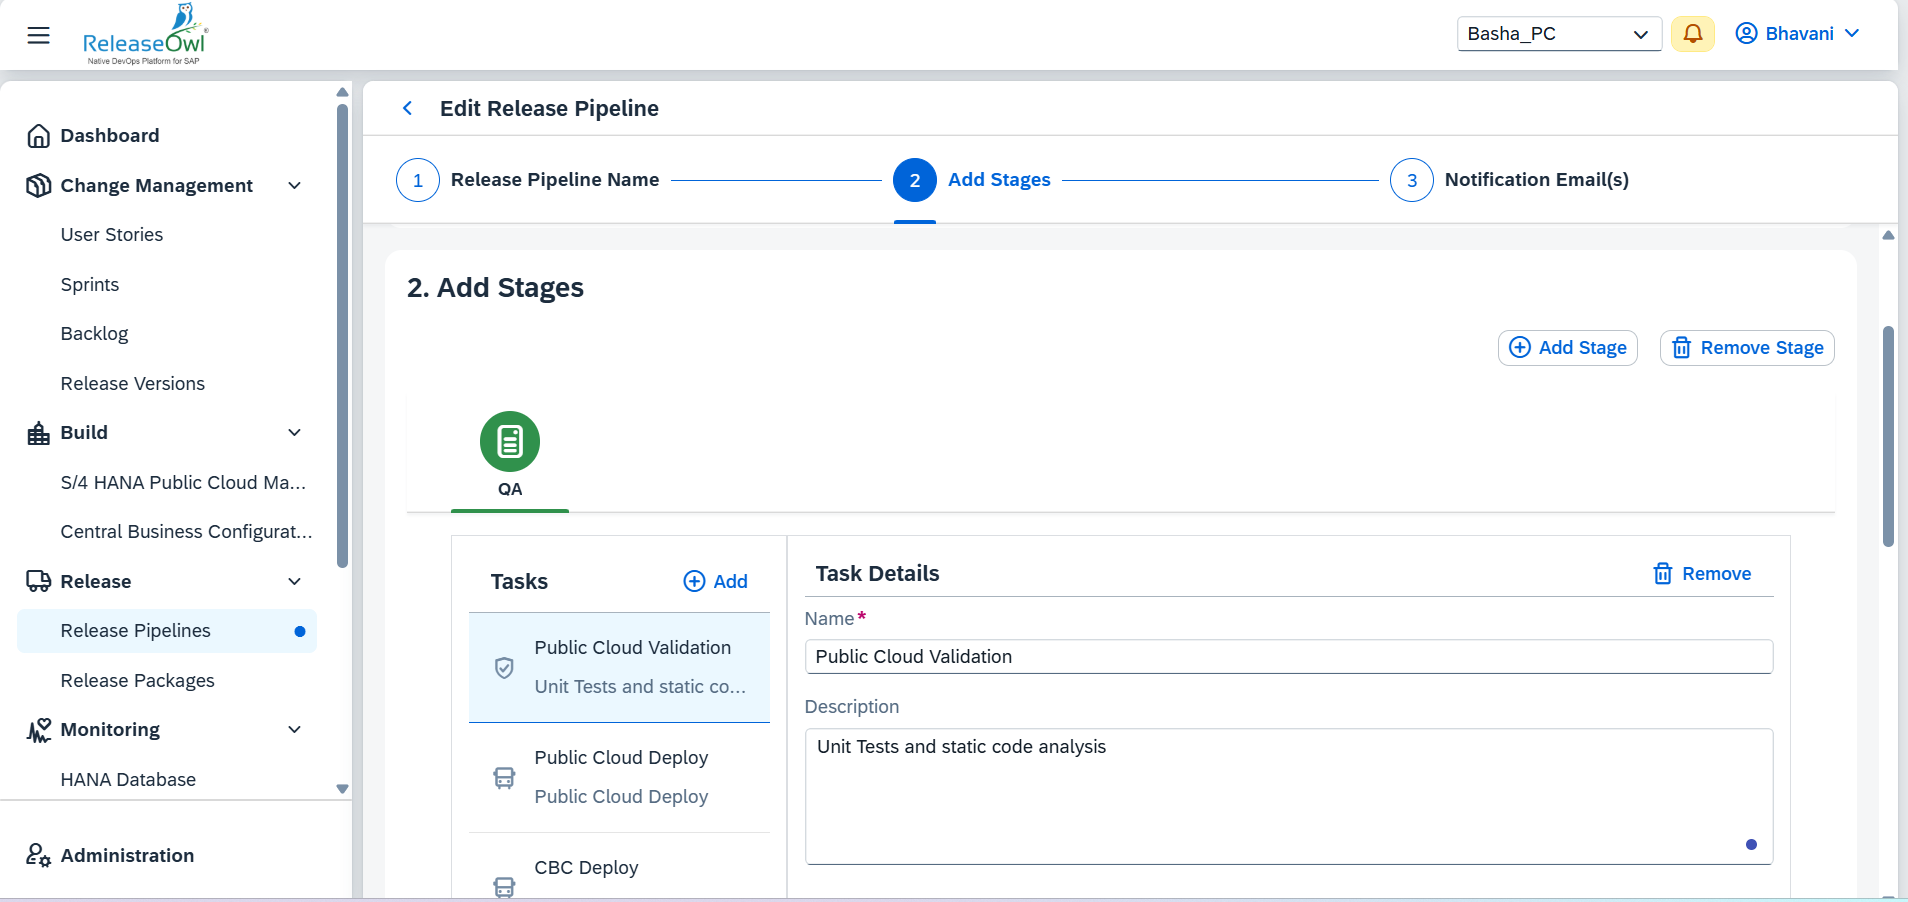 ReleaseOwl®
Native DevOps Platform for SAP
Basha_PC
Bhavani
Dashboard
Change Management
User Stories
Sprints
Backlog
Release Versions
Build
S/4 HANA Public Cloud Ma...
Central Business Configurat...
Release
Release Pipelines
Release Packages
Monitoring
HANA Database
Administration
Edit Release Pipeline
1 Release Pipeline Name
2 Add Stages
3 Notification Email(s)
2. Add Stages
Add Stage
Remove Stage
QA
Tasks
Add
Public Cloud Validation
Unit Tests and static co...
Public Cloud Deploy
Public Cloud Deploy
CBC Deploy
Task Details
Remove
Name*
Public Cloud Validation
Description
Unit Tests and static code analysis